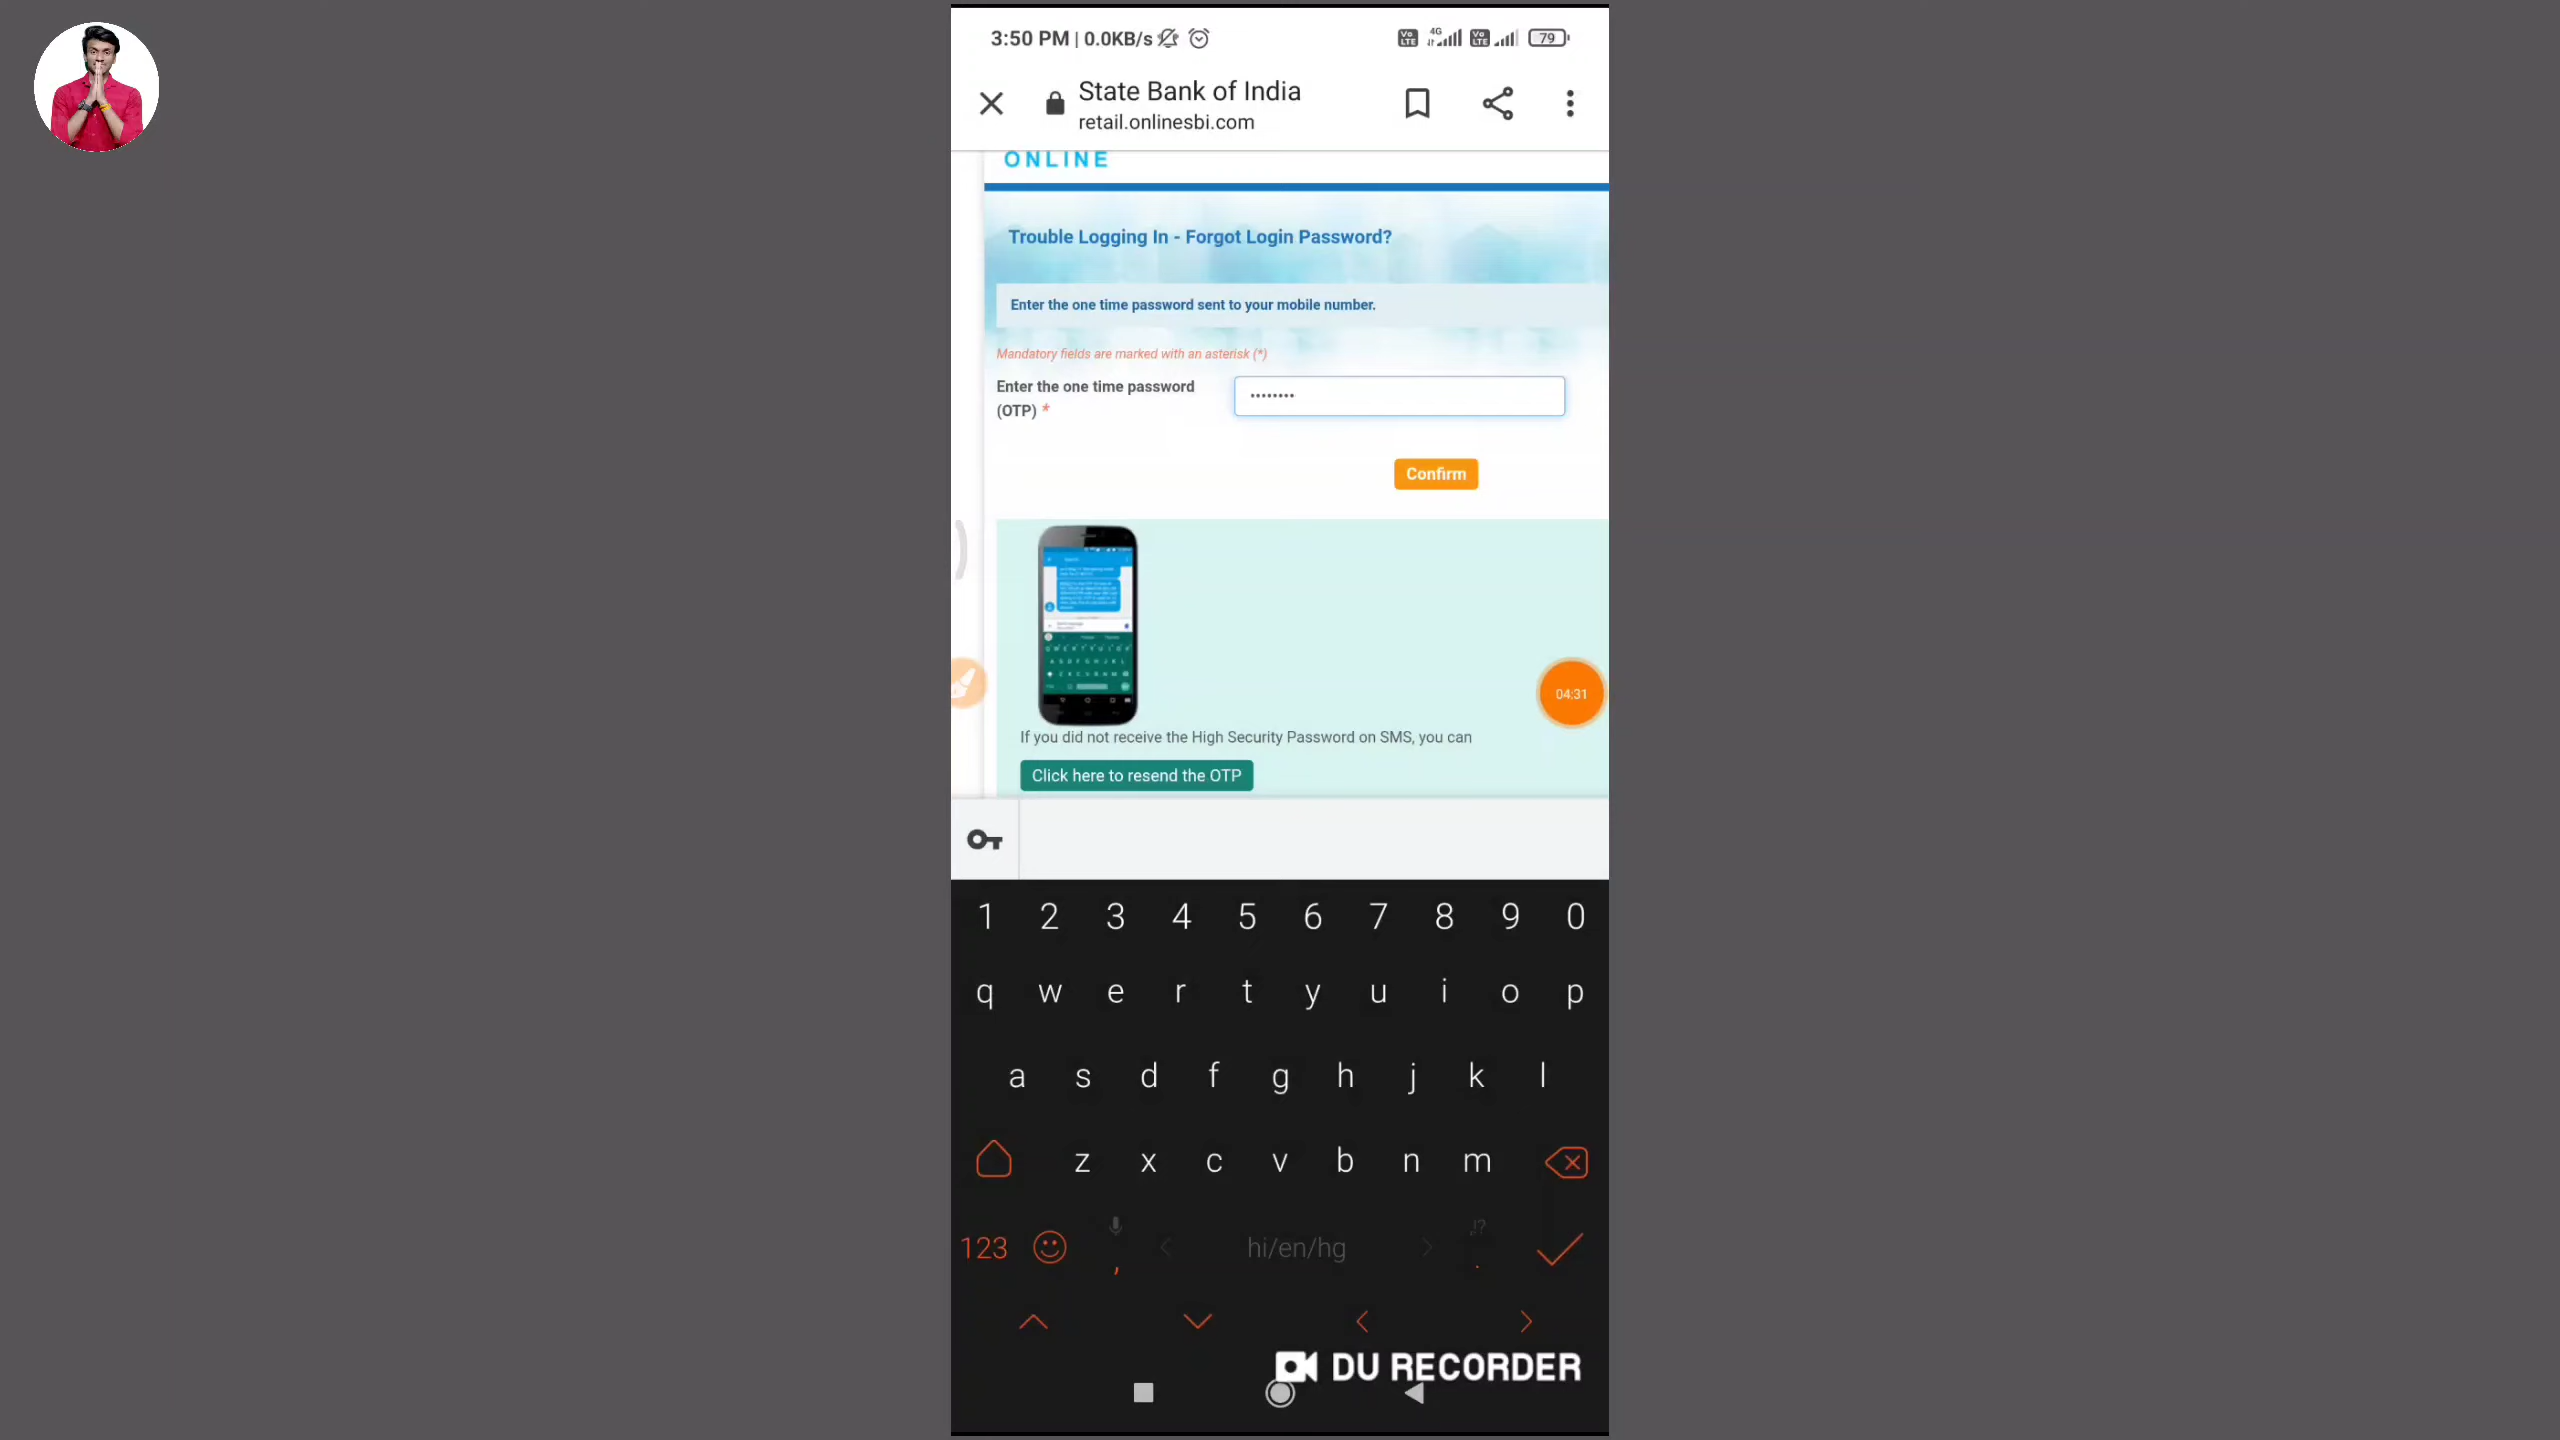 3:50 PM | 0.0KB/s
Vo LTE 4G Vo LTE 79
State Bank of India
retail.onlinesbi.com
ONLINE
Trouble Logging In - Forgot Login Password?
Enter the one time password sent to your mobile number.
Mandatory fields are marked with an asterisk (*)
Enter the one time password
(OTP) *
••••••••
Confirm
04:31
If you did not receive the High Security Password on SMS, you can
Click here to resend the OTP
1 2 3 4 5 6 7 8 9 0
q w e r t y u i o p
a s d f g h j k l
z x c v b n m
123 , hi/en/hg .
DU RECORDER